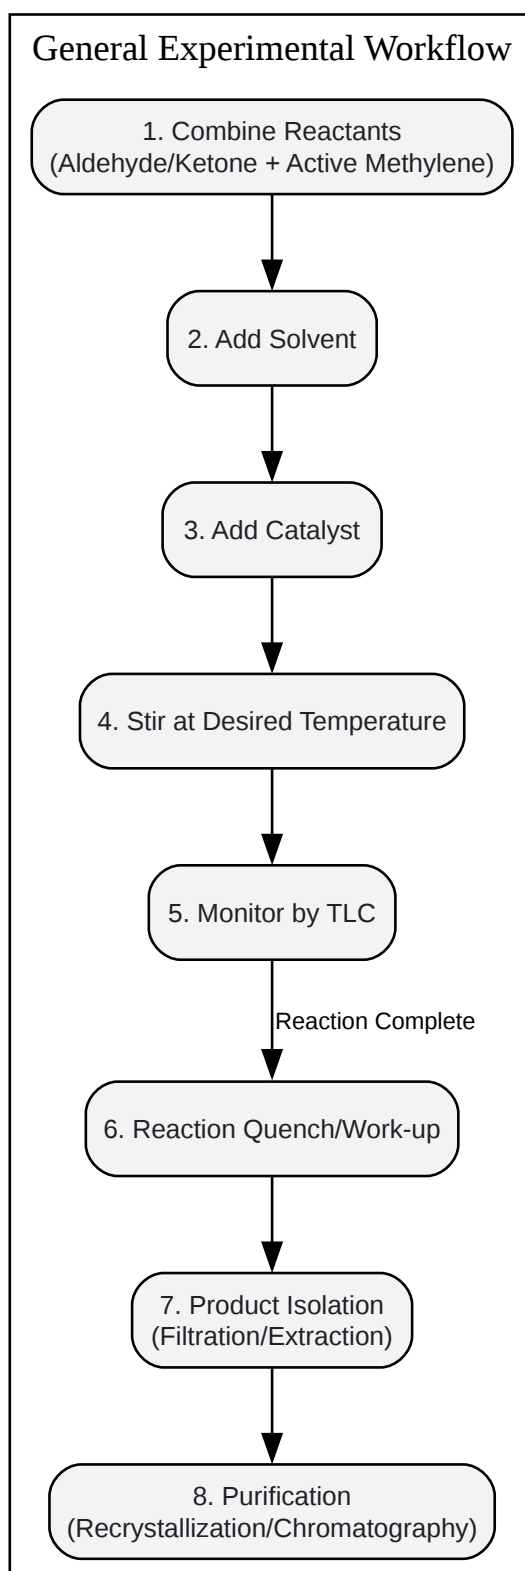 General Experimental Workflow
1. Combine Reactants
(Aldehyde/Ketone + Active Methylene)
2. Add Solvent
3. Add Catalyst
4. Stir at Desired Temperature
5. Monitor by TLC
Reaction Complete
6. Reaction Quench/Work-up
7. Product Isolation
(Filtration/Extraction)
8. Purification
(Recrystallization/Chromatography)